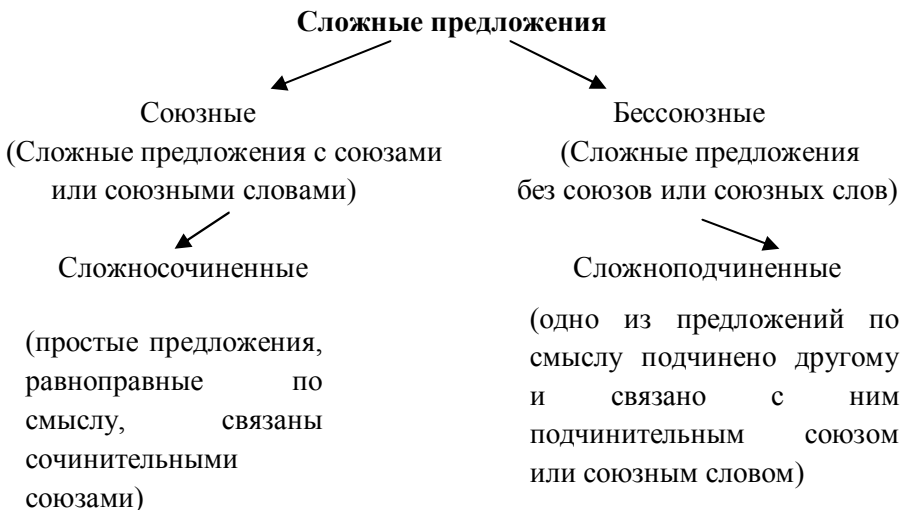 Сложные предложения
Союзные
(Сложные предложения с союзами
или союзными словами)
Бессоюзные
(Сложные предложения
без союзов или союзных слов)
Сложносочиненные
(простые предложения,
равноправные по
смыслу, связаны
сочинительными
союзами)
Сложноподчиненные
(одно из предложений по
смыслу подчинено другому
и связано с ним
подчинительным союзом
или союзным словом)